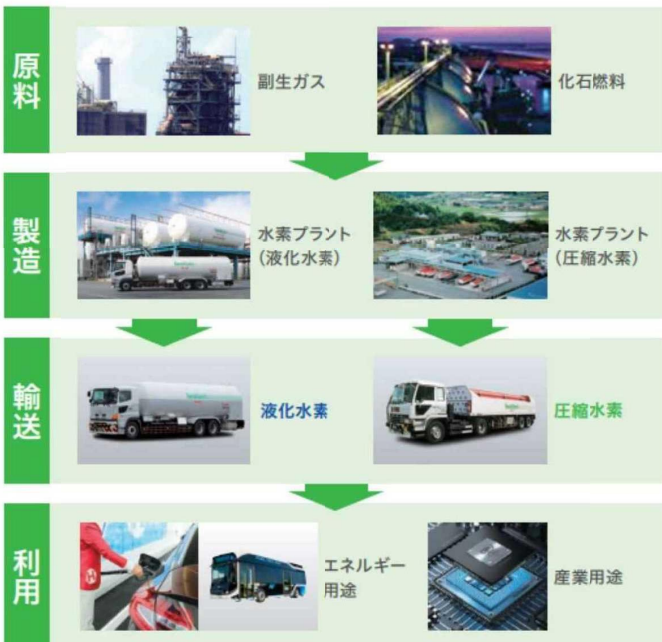 原料
副生ガス
化石燃料
製造
水素プラント
(液化水素)
水素プラント
(圧縮水素)
輸送
液化水素
圧縮水素
利用
エネルギー
用途
産業用途